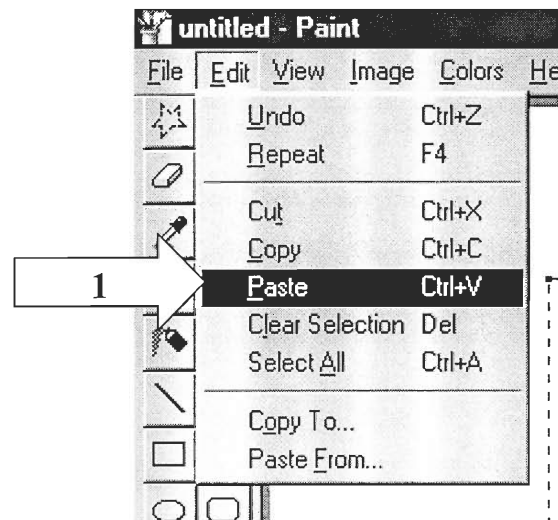 untitled - Paint
File Edit View Image Colors He
Undo Ctrl+Z
Repeat F4
Cut Ctrl+X
Copy Ctrl+C
1
Paste Ctrl+V
Clear Selection Del
Select All Ctrl+A
Copy To...
Paste From...